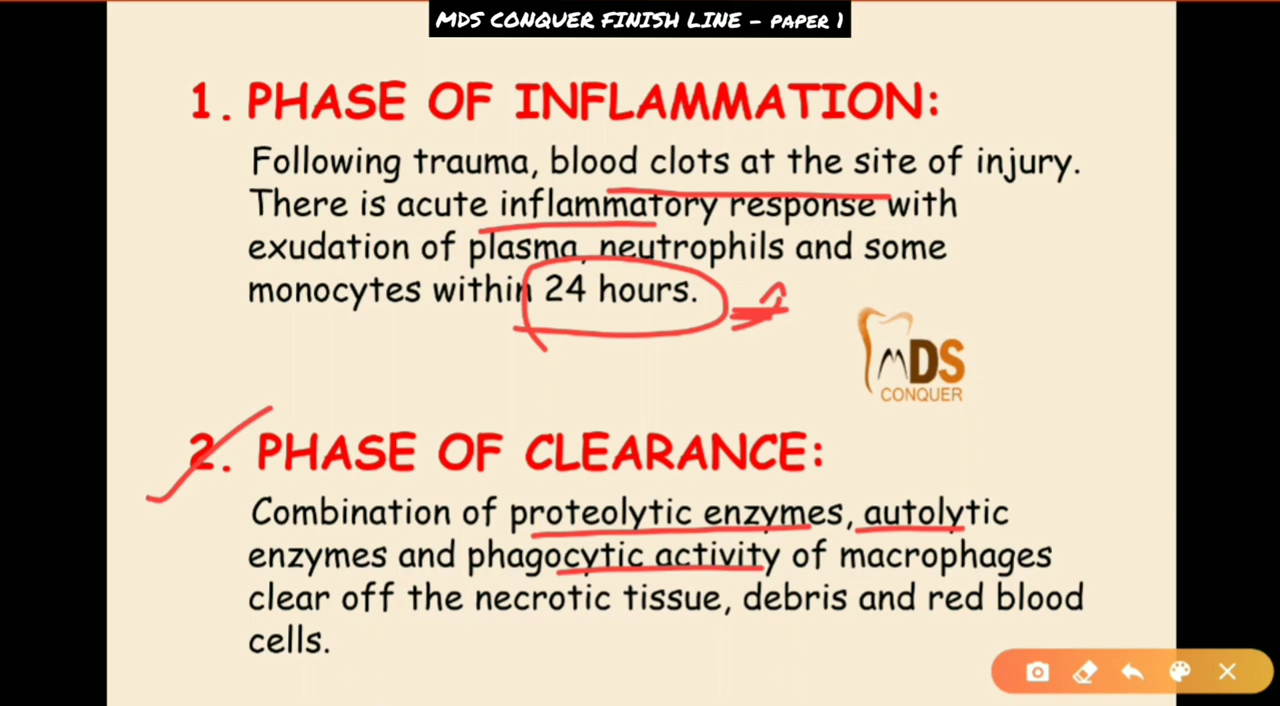 MDS CONQUER FINISH LINE – PAPER 1
1. PHASE OF INFLAMMATION:
Following trauma, blood clots at the site of injury.
There is acute inflammatory response with
exudation of plasma, neutrophils and some
monocytes within 24 hours.
MDS
CONQUER
2. PHASE OF CLEARANCE:
Combination of proteolytic enzymes, autolytic
enzymes and phagocytic activity of macrophages
clear off the necrotic tissue, debris and red blood
cells.